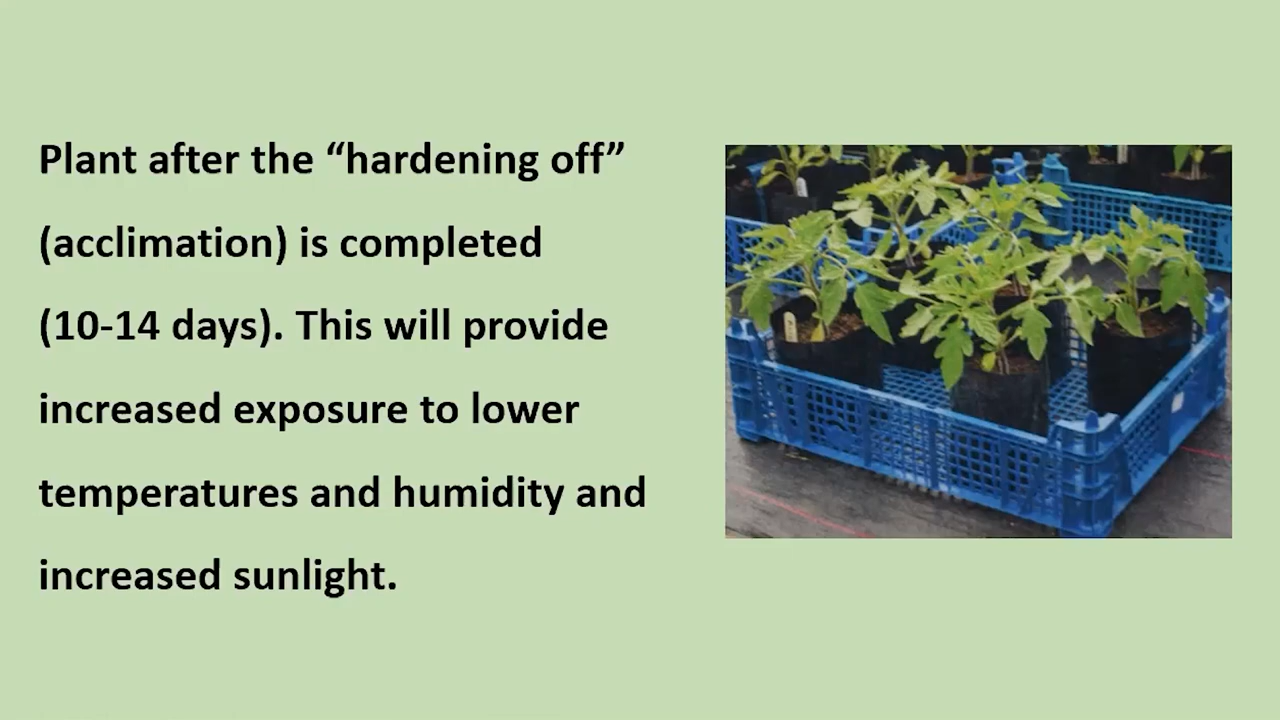 Plant after the “hardening off”
(acclimation) is completed
(10-14 days). This will provide
increased exposure to lower
temperatures and humidity and
increased sunlight.